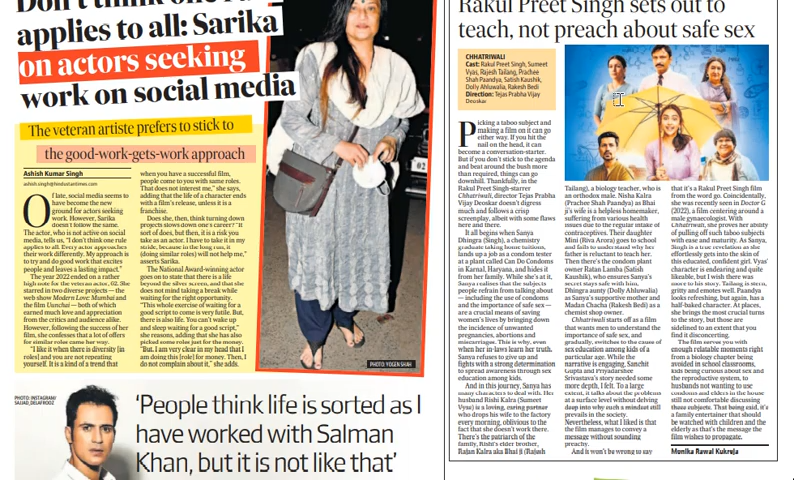 Don't think one rule
applies to all: Sarika
on actors seeking
work on social media
The veteran artiste prefers to stick to
the good-work-gets-work approach
Ashish Kumar Singh
ashish.singh@hindustantimes.com
Of late, social media seems to
have become the new
ground for actors seeking
work. However, Sarika
doesn't follow the same.
The actor, who is not active on social
media, tells us, "I don't think one rule
applies to all. Every actor approaches
their work differently. My approach is
to try and do good work that excites
people and leaves a lasting impact."
The year 2022 ended on a rather
high note for the veteran actor, 62. She
starred in two diverse projects — the
web show Modern Love: Mumbai and
the film Uunchai — both of which
earned much love and appreciation
from the critics and audience alike.
However, following the success of her
film, she confesses that a lot of offers
for similar roles came her way.
"I like it when there is diversity [in
roles] and you are not repeating
yourself. It is a kind of a trend that
when you have a successful film,
people come to you with same roles.
That does not interest me," she says,
adding that the life of a character ends
with a film's release, unless it is a
franchise.
Does she, then, think turning down
projects slows down one's career? "It
sort of does, but then, it is a risk you
take as an actor. I have to take it in my
stride, because in the long run, it
(doing similar roles) will not help me,"
asserts Sarika.
The National Award-winning actor
goes on to state that there is a life
beyond the silver screen, and that she
does not mind taking a break while
waiting for the right opportunity.
"This whole exercise of waiting for a
good script to come is very futile. But,
there is also life. You can't wake up
and sleep waiting for a good script,"
she reasons, adding that she has also
picked some roles just for the money.
"But, I am very clear in my head that I
am doing this [role] for money. Then, I
do not complain about it," she adds.
PHOTO: YOGEN SHAH
PHOTO: INSTAGRAM/
SAJAD_DELAFROOZ
'People think life is sorted as I
have worked with Salman
Khan, but it is not like that'
Rakul Preet Singh sets out to
teach, not preach about safe sex
CHHATRIWALI
Cast: Rakul Preet Singh, Sumeet
Vyas, Rajesh Tailang, Prachee
Shah Paandya, Satish Kaushik,
Dolly Ahluwalia, Rakesh Bedi
Direction: Tejas Prabha Vijay
Deoskar
Picking a taboo subject and
making a film on it can go
either way. If you hit the
nail on the head, it can
become a conversation-starter.
But if you don't stick to the agenda
and beat around the bush more
than required, things can go
downhill. Thankfully, in the
Rakul Preet Singh-starrer
Chhatriwali, director Tejas Prabha
Vijay Deoskar doesn't digress
much and follows a crisp
screenplay, albeit with some flaws
here and there.
It all begins when Sanya
Dhingra (Singh), a chemistry
graduate taking home tuitions,
lands up a job as a condom tester
at a plant called Can Do Condoms
in Karnal, Haryana, and hides it
from her family. While she's at it,
Sanya realises that the subjects
people refrain from talking about
— including the use of condoms
and the importance of safe sex —
are a crucial means of saving
women's lives by bringing down
the incidence of unwanted
pregnancies, abortions and
miscarriages. This is why, even
when her in-laws learn her truth,
Sanya refuses to give up and
fights with a strong determination
to spread awareness through sex
education among kids.
And in this journey, Sanya has
many characters to deal with. Her
husband Rishi Kalra (Sumeet
Vyas) is a loving, caring partner
who drops his wife to the factory
every morning, oblivious to the
fact that she doesn't work there.
There's the patriarch of the
family, Rishi's elder brother,
Rajan Kalra aka Bhai ji (Rajesh
Tailang), a biology teacher, who is
an orthodox male. Nisha Kalra
(Prachee Shah Paandya) as Bhai
ji's wife is a helpless homemaker,
suffering from various health
issues due to the regular intake of
contraceptives. Their daughter
Mini (Riva Arora) goes to school
and fails to understand why her
father is reluctant to teach her.
Then there's the condom plant
owner Ratan Lamba (Satish
Kaushik), who ensures Sanya's
secret stays safe with him,
Dhingra aunty (Dolly Ahluwalia)
as Sanya's supportive mother and
Madan Chacha (Rakesh Bedi) as a
chemist shop owner.
Chhatriwali starts off as a film
that wants men to understand the
importance of safe sex, and
gradually, switches to the cause of
sex education among kids of a
particular age. While the
narrative is engaging, Sanchit
Gupta and Priyadarshee
Srivastava's story needed some
more depth, I felt. To a large
extent, it talks about the problems
at a surface level without driving
deep into why such a mindset still
prevails in the society.
Nevertheless, what I liked is that
the film manages to convey a
message without sounding
preachy.
And it won't be wrong to say
that it's a Rakul Preet Singh film
from the word go. Coincidentally,
she was recently seen in Doctor G
(2022), a film centering around a
male gynaecologist. With
Chhatriwali, she proves her ability
of pulling off such taboo subjects
with ease and maturity. As Sanya,
Singh is a true revelation as she
effortlessly gets into the skin of
this educated, confident girl. Vyas'
character is endearing and quite
likeable, but I wish there was
more to his story. Tailang is stern,
gritty and emotes well. Paandya
looks refreshing, but again, has a
half-baked character. At places,
she brings the most crucial turns
to the story, but those are
sidelined to an extent that you
find it disconcerting.
The film serves you with
enough relatable moments right
from a biology chapter being
avoided in school classrooms,
kids being curious about sex and
the reproductive system, to
husbands not wanting to use
condoms and elders in the house
still not comfortable discussing
these subjects. That being said, it's
a family entertainer that should
be watched with children and the
elderly as that's the message the
film wishes to propagate.
Monika Rawal Kukreja